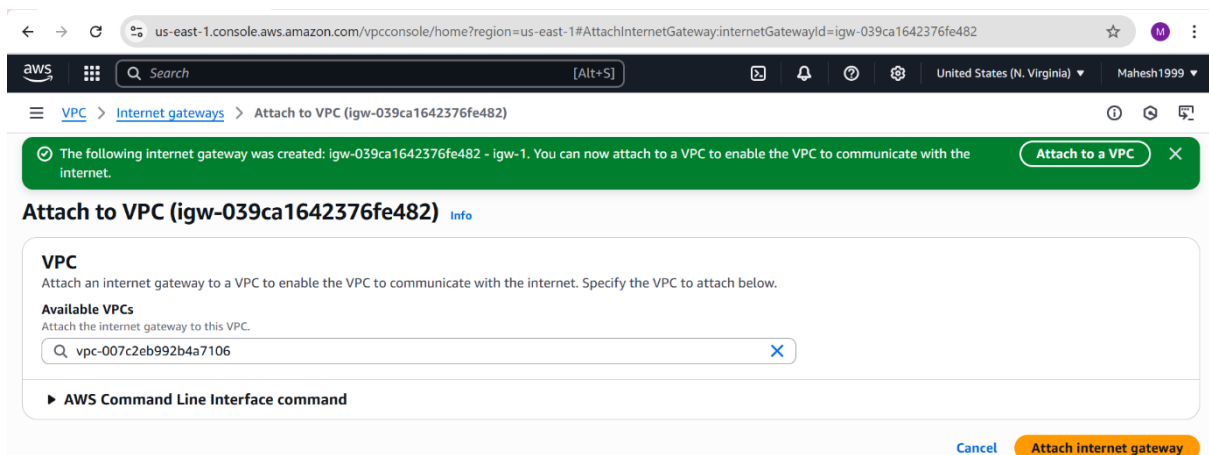 us-east-1.console.aws.amazon.com/vpcconsole/home?region=us-east-1#AttachInternetGateway:internetGatewayId=igw-039ca1642376fe482
M
aws
Search
[Alt+S]
United States (N. Virginia)
Mahesh1999
VPC > Internet gateways > Attach to VPC (igw-039ca1642376fe482)
The following internet gateway was created: igw-039ca1642376fe482 - igw-1. You can now attach to a VPC to enable the VPC to communicate with the
internet.
Attach to a VPC
Attach to VPC (igw-039ca1642376fe482) Info
VPC
Attach an internet gateway to a VPC to enable the VPC to communicate with the internet. Specify the VPC to attach below.
Available VPCs
Attach the internet gateway to this VPC.
vpc-007c2eb992b4a7106
AWS Command Line Interface command
Cancel
Attach internet gateway